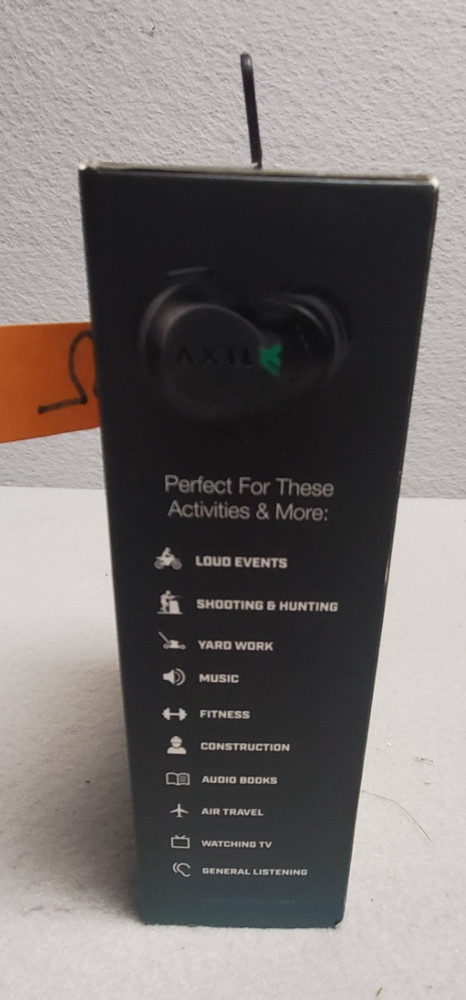 AXIL
Perfect For These
Activities & More:
LOUD EVENTS
SHOOTING & HUNTING
YARD WORK
MUSIC
FITNESS
CONSTRUCTION
AUDIO BOOKS
AIR TRAVEL
WATCHING TV
GENERAL LISTENING